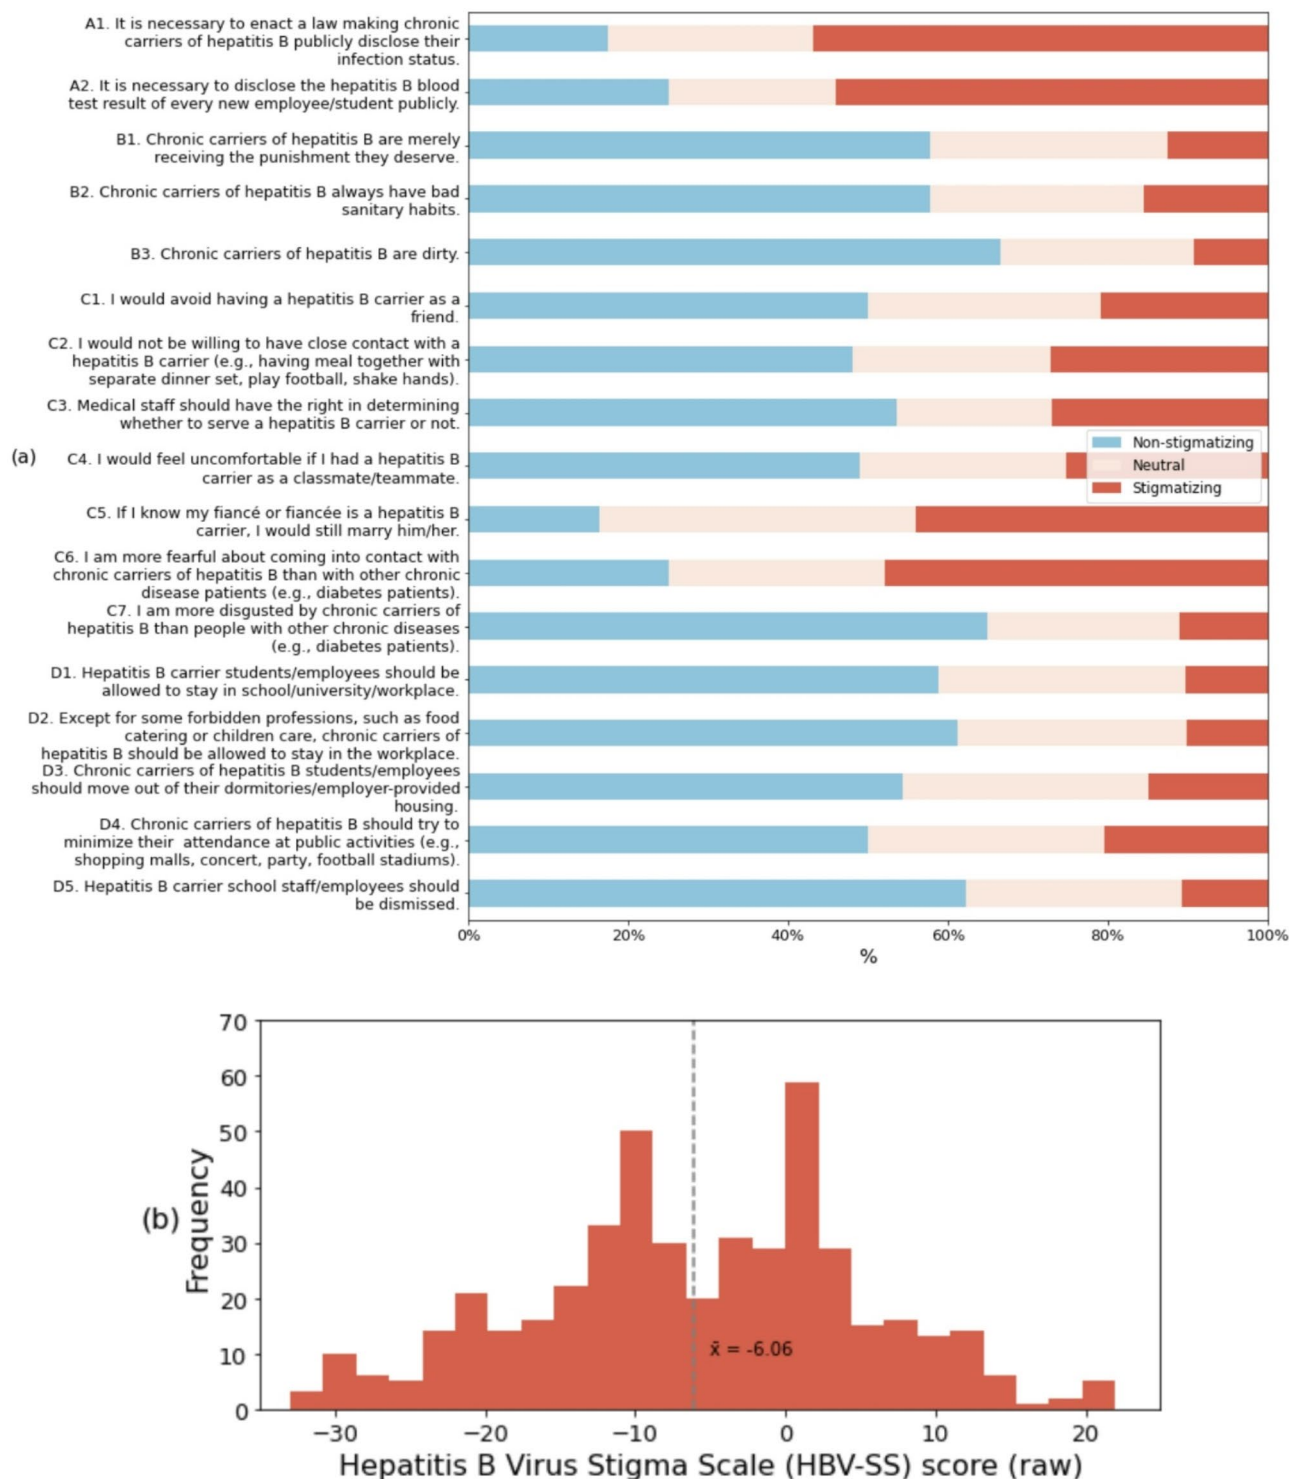 A1. It is necessary to enact a law making chronic
carriers of hepatitis B publicly disclose their
infection status.
A2. It is necessary to disclose the hepatitis B blood
test result of every new employee/student publicly.
B1. Chronic carriers of hepatitis B are merely
receiving the punishment they deserve.
B2. Chronic carriers of hepatitis B always have bad
sanitary habits.
B3. Chronic carriers of hepatitis B are dirty.
C1. I would avoid having a hepatitis B carrier as a
friend.
C2. I would not be willing to have close contact with a
hepatitis B carrier (e.g., having meal together with
separate dinner set, play football, shake hands).
C3. Medical staff should have the right in determining
whether to serve a hepatitis B carrier or not.
(a)
C4. I would feel uncomfortable if I had a hepatitis B
carrier as a classmate/teammate.
Non-stigmatizing
Neutral
Stigmatizing
C5. If I know my fiancé or fiancée is a hepatitis B
carrier, I would still marry him/her.
C6. I am more fearful about coming into contact with
chronic carriers of hepatitis B than with other chronic
disease patients (e.g., diabetes patients).
C7. I am more disgusted by chronic carriers of
hepatitis B than people with other chronic diseases
(e.g., diabetes patients).
D1. Hepatitis B carrier students/employees should be
allowed to stay in school/university/workplace.
D2. Except for some forbidden professions, such as food
catering or children care, chronic carriers of
hepatitis B should be allowed to stay in the workplace.
D3. Chronic carriers of hepatitis B students/employees
should move out of their dormitories/employer-provided
housing.
D4. Chronic carriers of hepatitis B should try to
minimize their attendance at public activities (e.g.,
shopping malls, concert, party, football stadiums).
D5. Hepatitis B carrier school staff/employees should
be dismissed.
0% 20% 40% 60% 80% 100%
%
(b)
Frequency
70
60
50
40
30
20
10
0
x̄ = -6.06
−30 −20 −10 0 10 20
Hepatitis B Virus Stigma Scale (HBV-SS) score (raw)